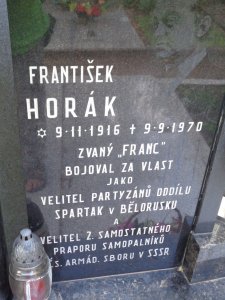 FRANTIŠEK
HORÁK
✡ 9-11-1916 ✝ 9-9-1970
ZVANÝ „FRANC"
BOJOVAL ZA VLAST
JAKO
VELITEL PARTYZÁNŮ ODDÍLU
SPARTAK V BĚLORUSKU
A
VELITEL 2. SAMOSTATNÉHO
PRAPORU SAMOPALNÍKŮ
ČS. ARMÁD. SBORU V SSSR